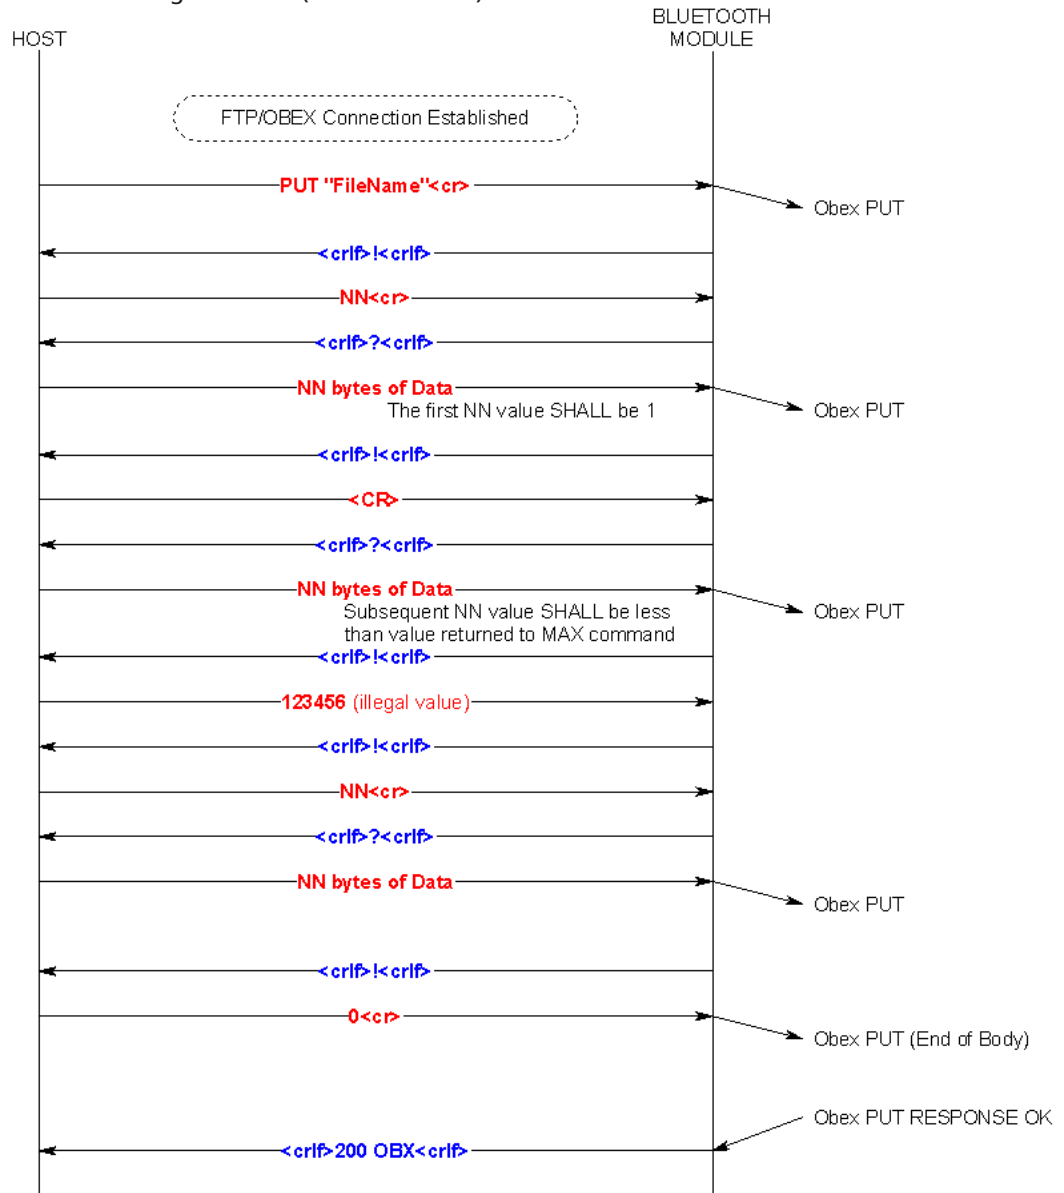 BLUETOOTH
HOST
MODULE
FTP/OBEX Connection Established
PUT "FileName"<cr>
Obex PUT
<crlf>!<crlf>
NN<cr>
<crlf>?<crlf>
NN bytes of Data
The first NN value SHALL be 1
Obex PUT
<crlf>!<crlf>
<CR>
<crlf>?<crlf>
NN bytes of Data
Obex PUT
Subsequent NN value SHALL be less
than value returned to MAX command
<crlf>!<crlf>
123456 (illegal value)
<crlf>!<crlf>
NN<cr>
<crlf>?<crlf>
NN bytes of Data
Obex PUT
<crlf>!<crlf>
0<cr>
Obex PUT (End of Body)
Obex PUT RESPONSE OK
<crlf>200 OBX<crlf>